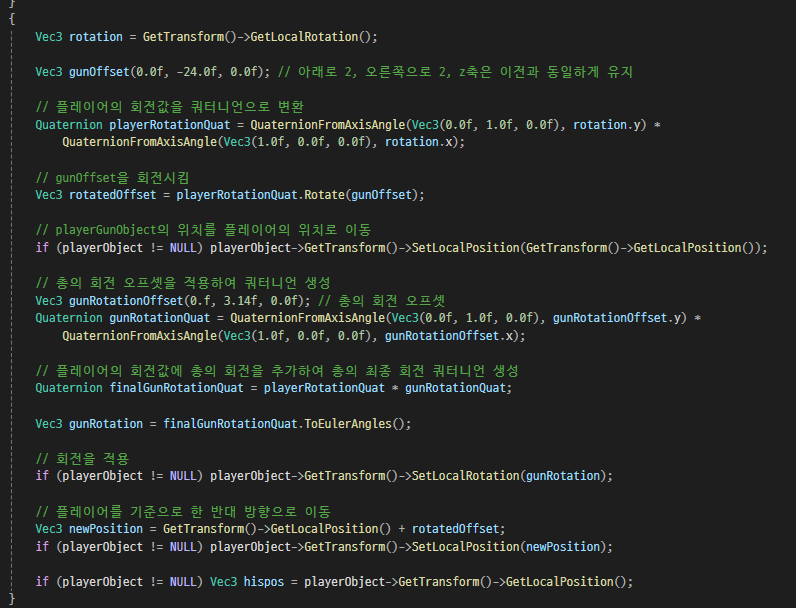 }
{
Vec3 rotation = GetTransform()->GetLocalRotation();
Vec3 gunOffset(0.0f, -24.0f, 0.0f); // 아래로 2, 오른쪽으로 2, z축은 이전과 동일하게 유지
// 플레이어의 회전값을 쿼터니언으로 변환
Quaternion playerRotationQuat = QuaternionFromAxisAngle(Vec3(0.0f, 1.0f, 0.0f), rotation.y) *
QuaternionFromAxisAngle(Vec3(1.0f, 0.0f, 0.0f), rotation.x);
// gunOffset을 회전시킴
Vec3 rotatedOffset = playerRotationQuat.Rotate(gunOffset);
// playerGunObject의 위치를 플레이어의 위치로 이동
if (playerObject != NULL) playerObject->GetTransform()->SetLocalPosition(GetTransform()->GetLocalPosition());
// 총의 회전 오프셋을 적용하여 쿼터니언 생성
Vec3 gunRotationOffset(0.f, 3.14f, 0.0f); // 총의 회전 오프셋
Quaternion gunRotationQuat = QuaternionFromAxisAngle(Vec3(0.0f, 1.0f, 0.0f), gunRotationOffset.y) *
QuaternionFromAxisAngle(Vec3(1.0f, 0.0f, 0.0f), gunRotationOffset.x);
// 플레이어의 회전값에 총의 회전을 추가하여 총의 최종 회전 쿼터니언 생성
Quaternion finalGunRotationQuat = playerRotationQuat * gunRotationQuat;
Vec3 gunRotation = finalGunRotationQuat.ToEulerAngles();
// 회전을 적용
if (playerObject != NULL) playerObject->GetTransform()->SetLocalRotation(gunRotation);
// 플레이어를 기준으로 한 반대 방향으로 이동
Vec3 newPosition = GetTransform()->GetLocalPosition() + rotatedOffset;
if (playerObject != NULL) playerObject->GetTransform()->SetLocalPosition(newPosition);
if (playerObject != NULL) Vec3 hispos = playerObject->GetTransform()->GetLocalPosition();
}